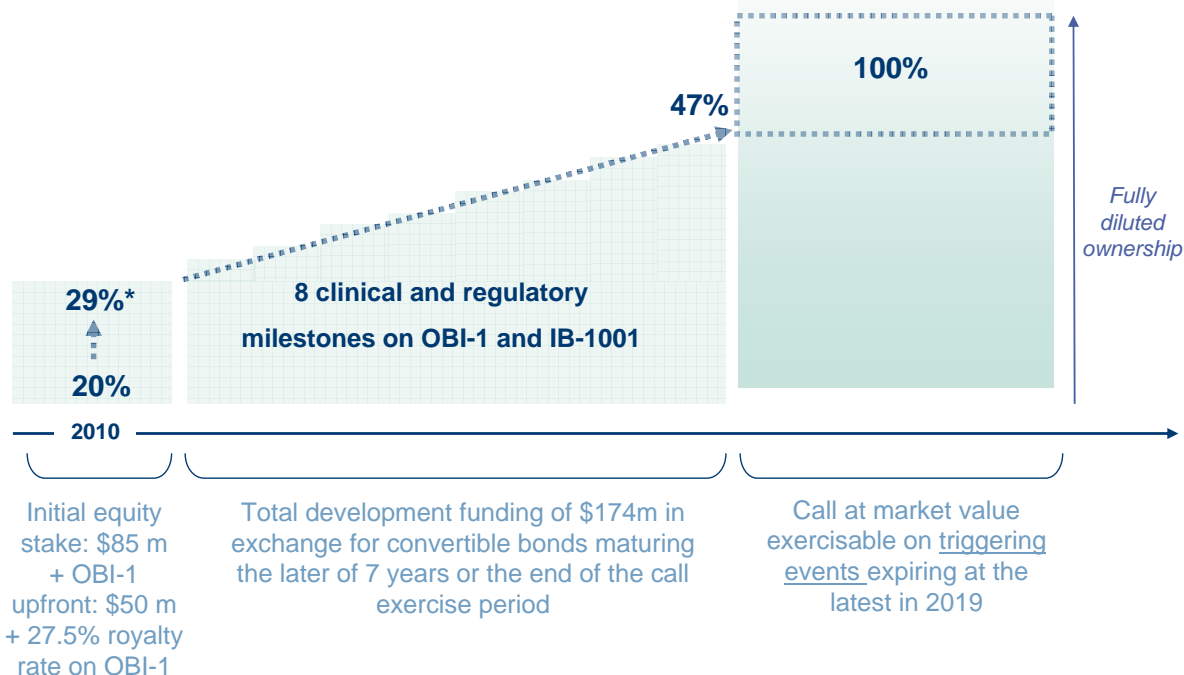 100%
47%
Fully
diluted
ownership
29%*
20%
8 clinical and regulatory
milestones on OBI-1 and IB-1001
2010
Initial equity
stake: $85 m
+ OBI-1
upfront: $50 m
+ 27.5% royalty
rate on OBI-1
Total development funding of $174m in
exchange for convertible bonds maturing
the later of 7 years or the end of the call
exercise period
Call at market value
exercisable on triggering
events expiring at the
latest in 2019